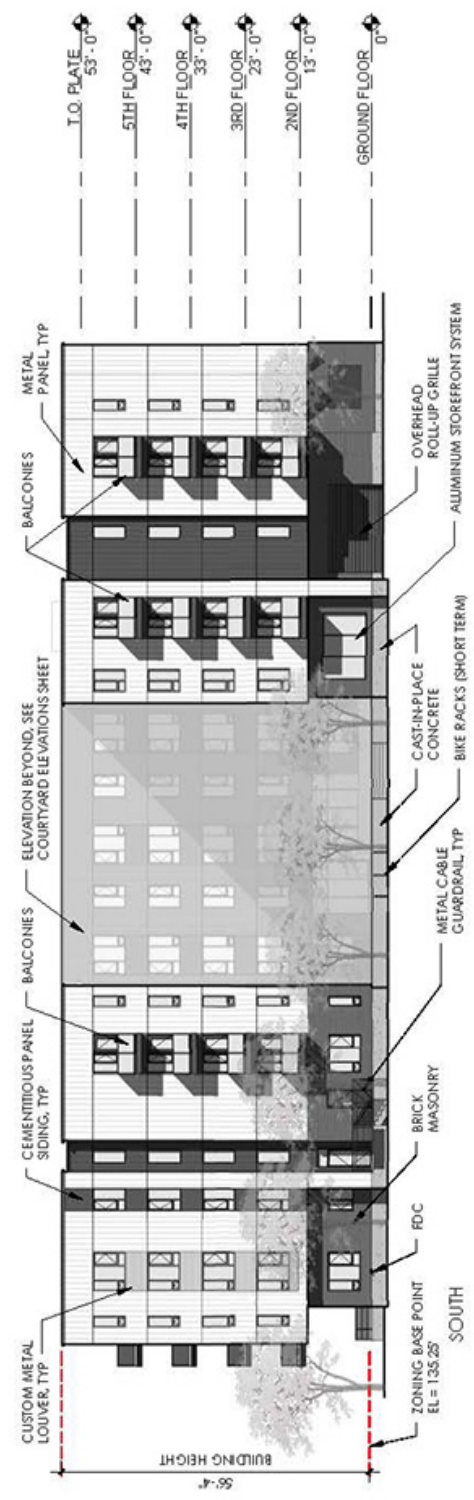 T.O. PLATE
53' - 0"
5TH FLOOR
43' - 0"
4TH FLOOR
33' - 0"
3RD FLOOR
23' - 0"
2ND FLOOR
13' - 0"
GROUND FLOOR
0"
CUSTOM METAL
LOUVER, TYP
CEMENTITIOUS PANEL
SIDING, TYP
BALCONIES
ELEVATION BEYOND, SEE
COURTYARD ELEVATIONS SHEET
BALCONIES
METAL
PANEL, TYP
BUILDING HEIGHT
56'-4"
ZONING BASE POINT
EL = 135.25'
FDC
BRICK
MASONRY
METAL CABLE
GUARDRAIL, TYP
BIKE RACKS (SHORT TERM)
CAST-IN-PLACE
CONCRETE
ALUMINUM STOREFRONT SYSTEM
OVERHEAD
ROLL-UP GRILLE
SOUTH